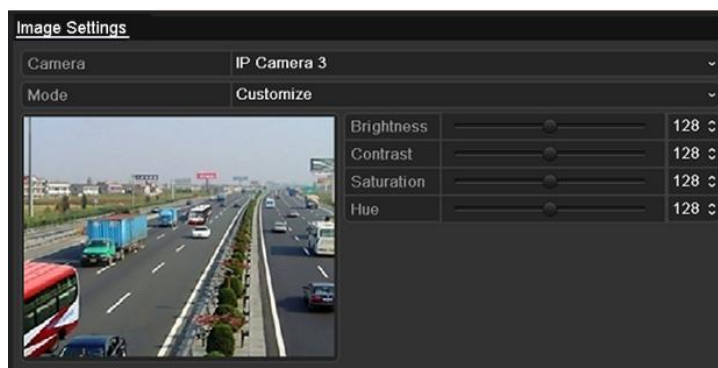 Image Settings
Camera IP Camera 3
Mode Customize
Brightness 128
Contrast 128
Saturation 128
Hue 128